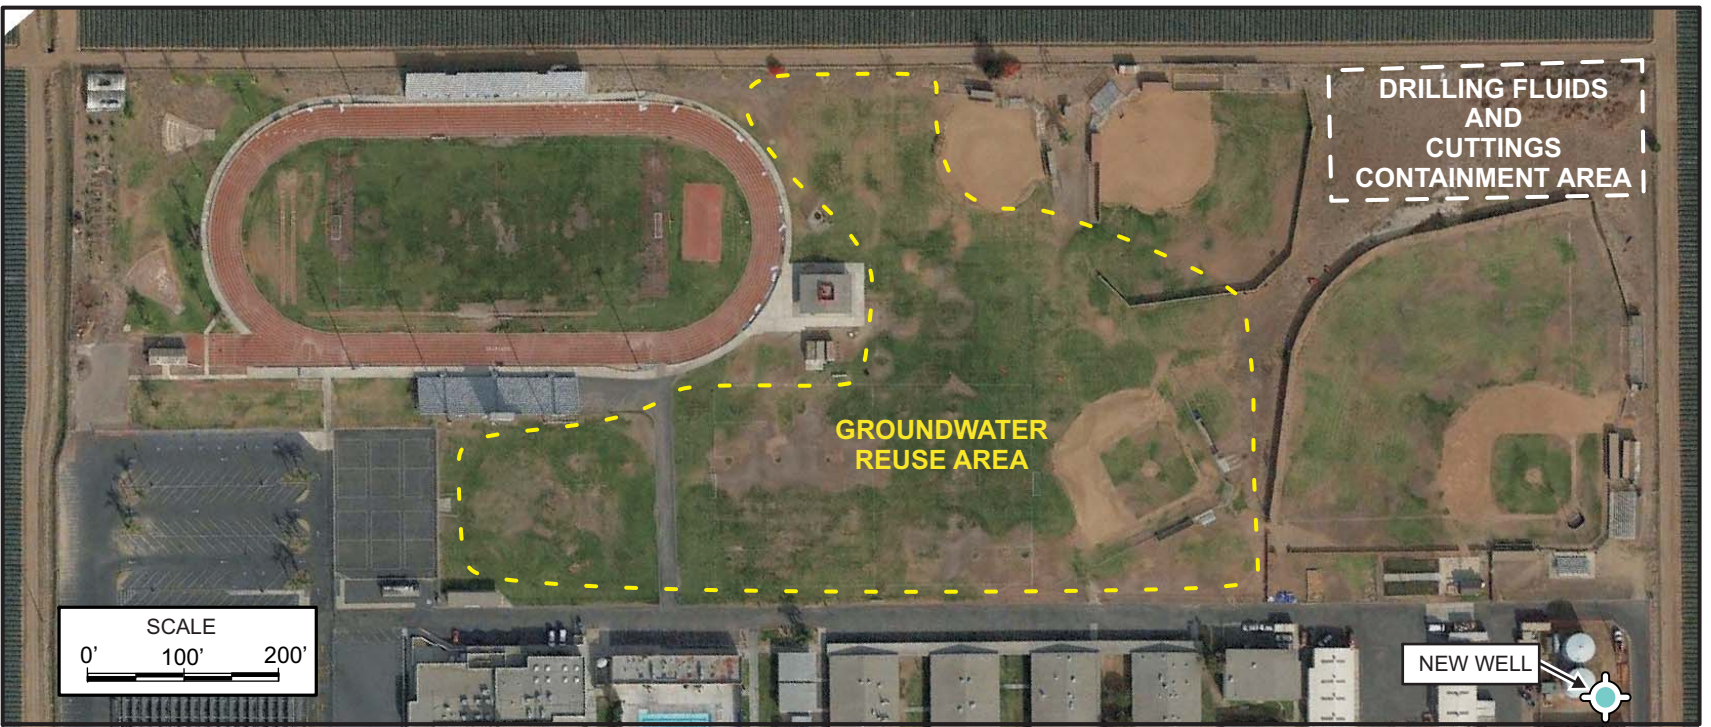 DRILLING FLUIDS
AND
CUTTINGS
CONTAINMENT AREA
GROUNDWATER
REUSE AREA
SCALE
0' 100' 200'
NEW WELL